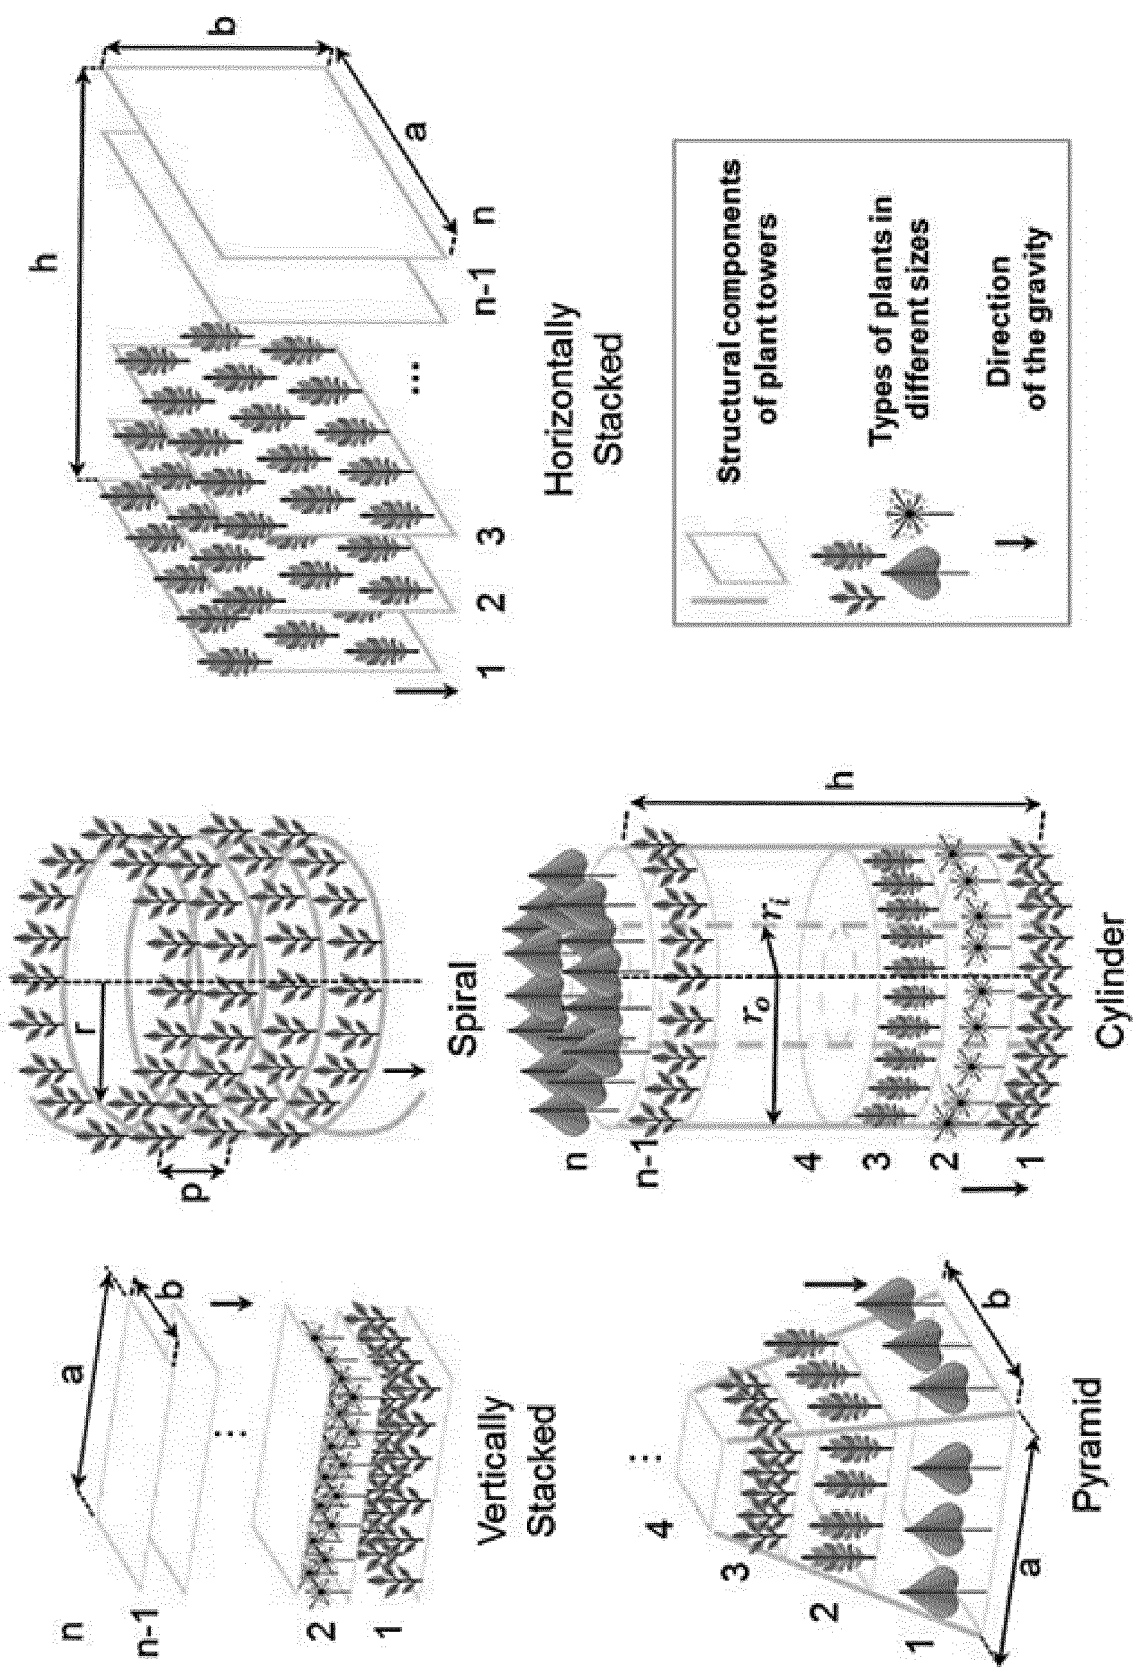 n
n-1
2
1
a
b
⋮
Vertically
Stacked
p
r
Spiral
h
b
a
1
2
3
...
n-1
n
Horizontally
Stacked
4
3
2
1
⋮
a
b
Pyramid
n
n-1
4
3
2
1
rₒ
rᵢ
h
Cylinder
Structural components
of plant towers
Types of plants in
different sizes
Direction
of the gravity